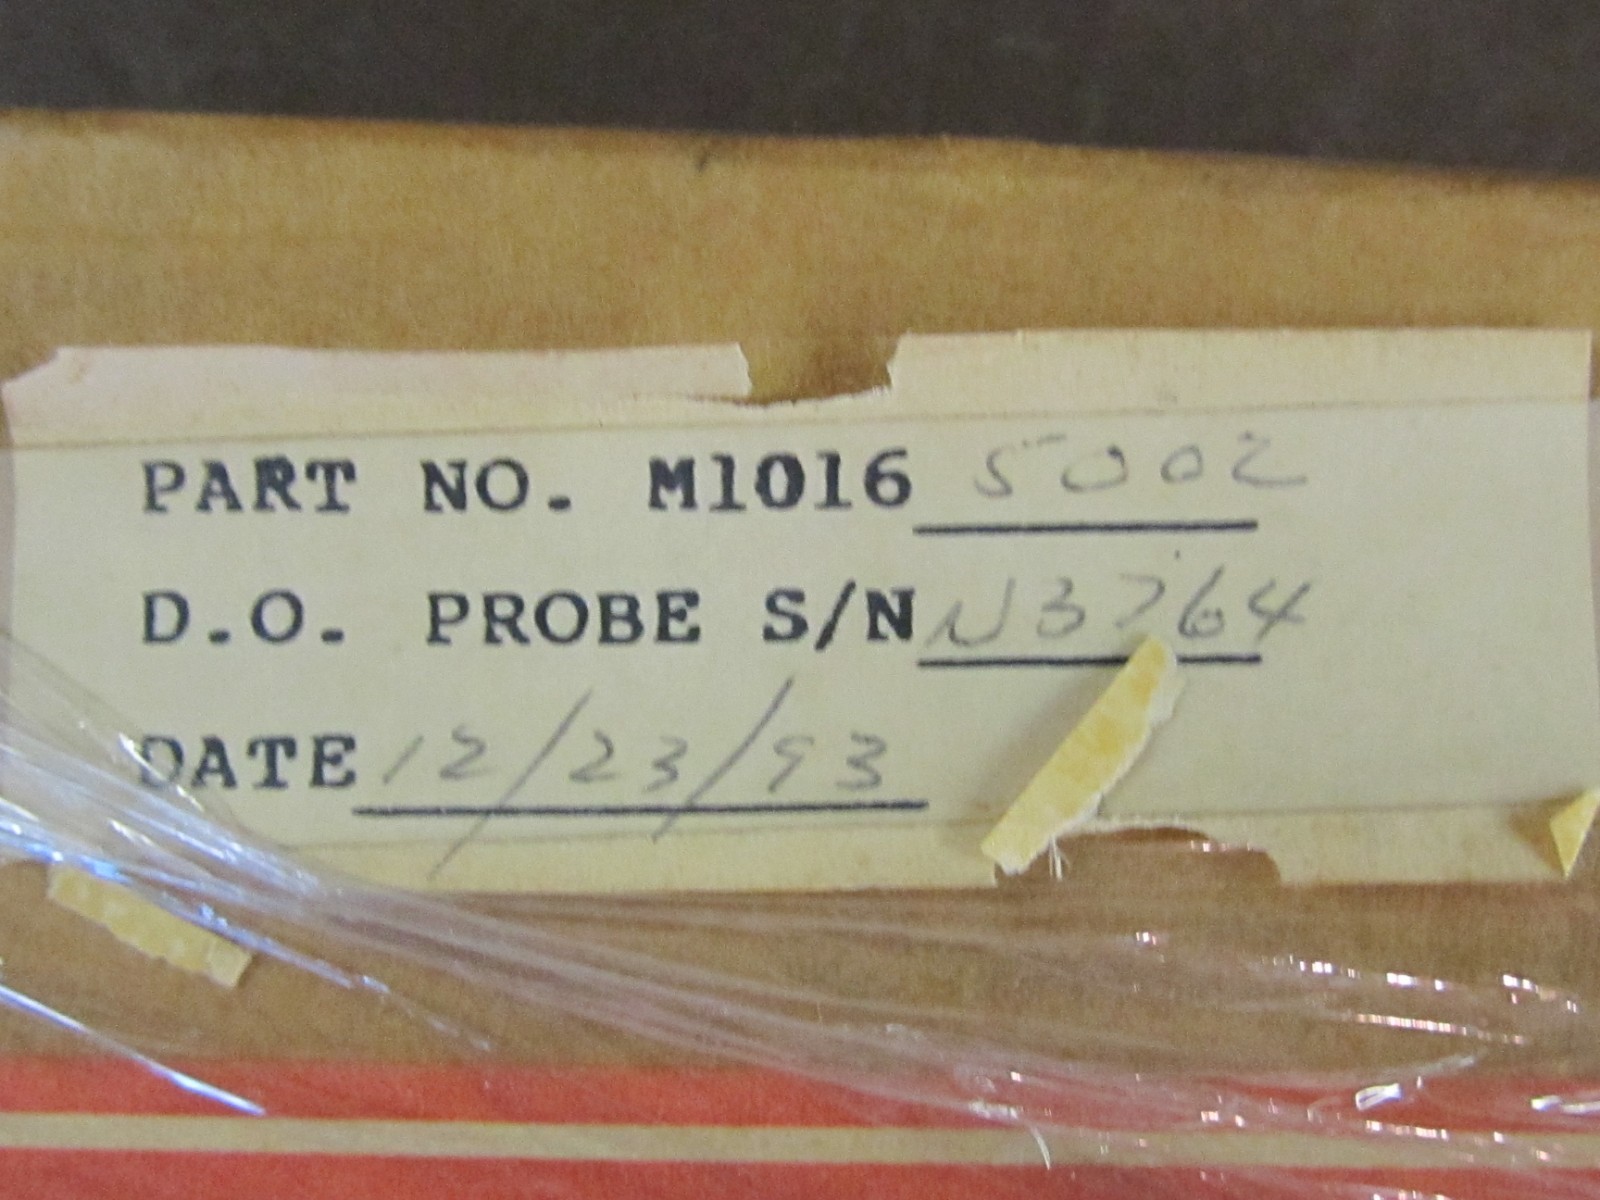 PART NO. M1016 5002
D.O. PROBE S/N N3764
DATE 12/23/93